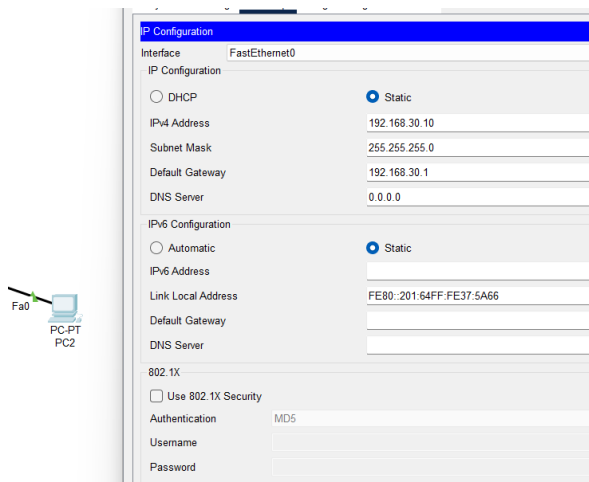 IP Configuration
Interface FastEthernet0
IP Configuration
DHCP Static
IPv4 Address 192.168.30.10
Subnet Mask 255.255.255.0
Default Gateway 192.168.30.1
DNS Server 0.0.0.0
IPv6 Configuration
Automatic Static
IPv6 Address
Link Local Address FE80::201:64FF:FE37:5A66
Default Gateway
DNS Server
802.1X
Use 802.1X Security
Authentication MD5
Username
Password
Fa0
PC-PT
PC2